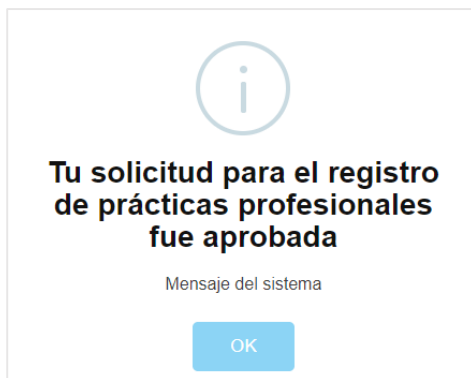 Tu solicitud para el registro
de prácticas profesionales
fue aprobada
Mensaje del sistema
OK